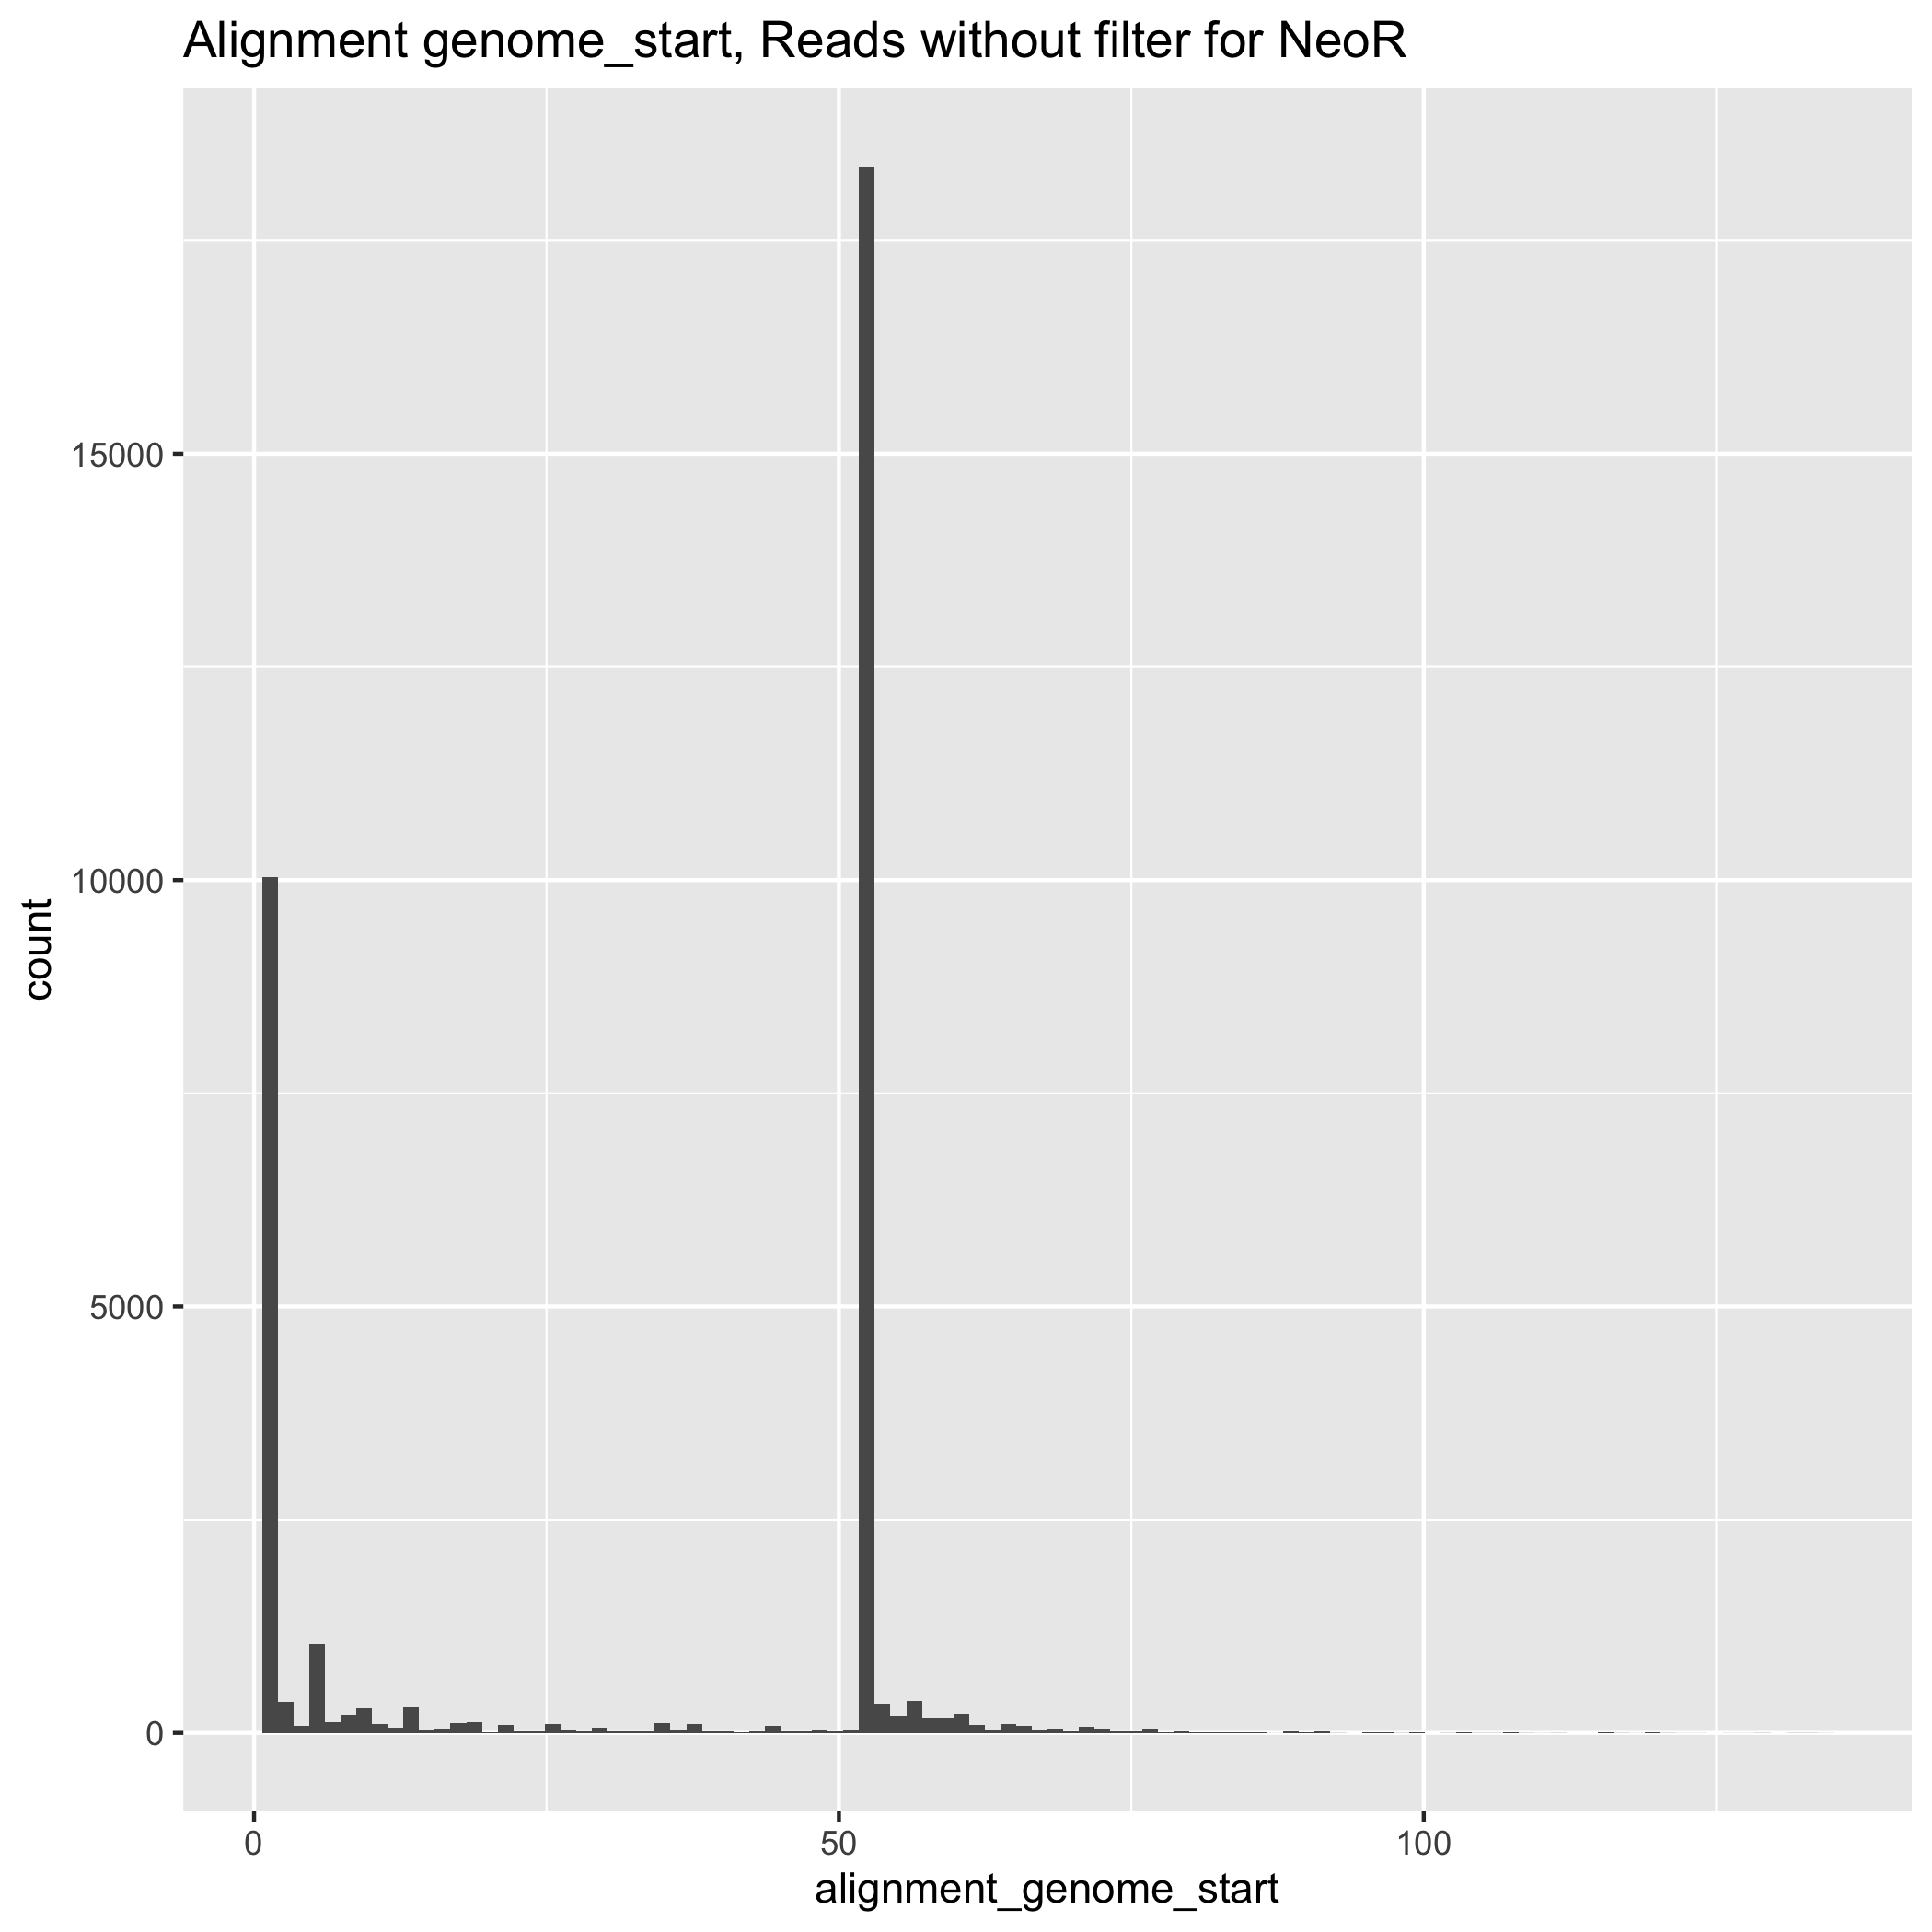 Alignment genome_start, Reads without filter for NeoR
15000
10000
5000
0
count
0 50 100
alignment_genome_start